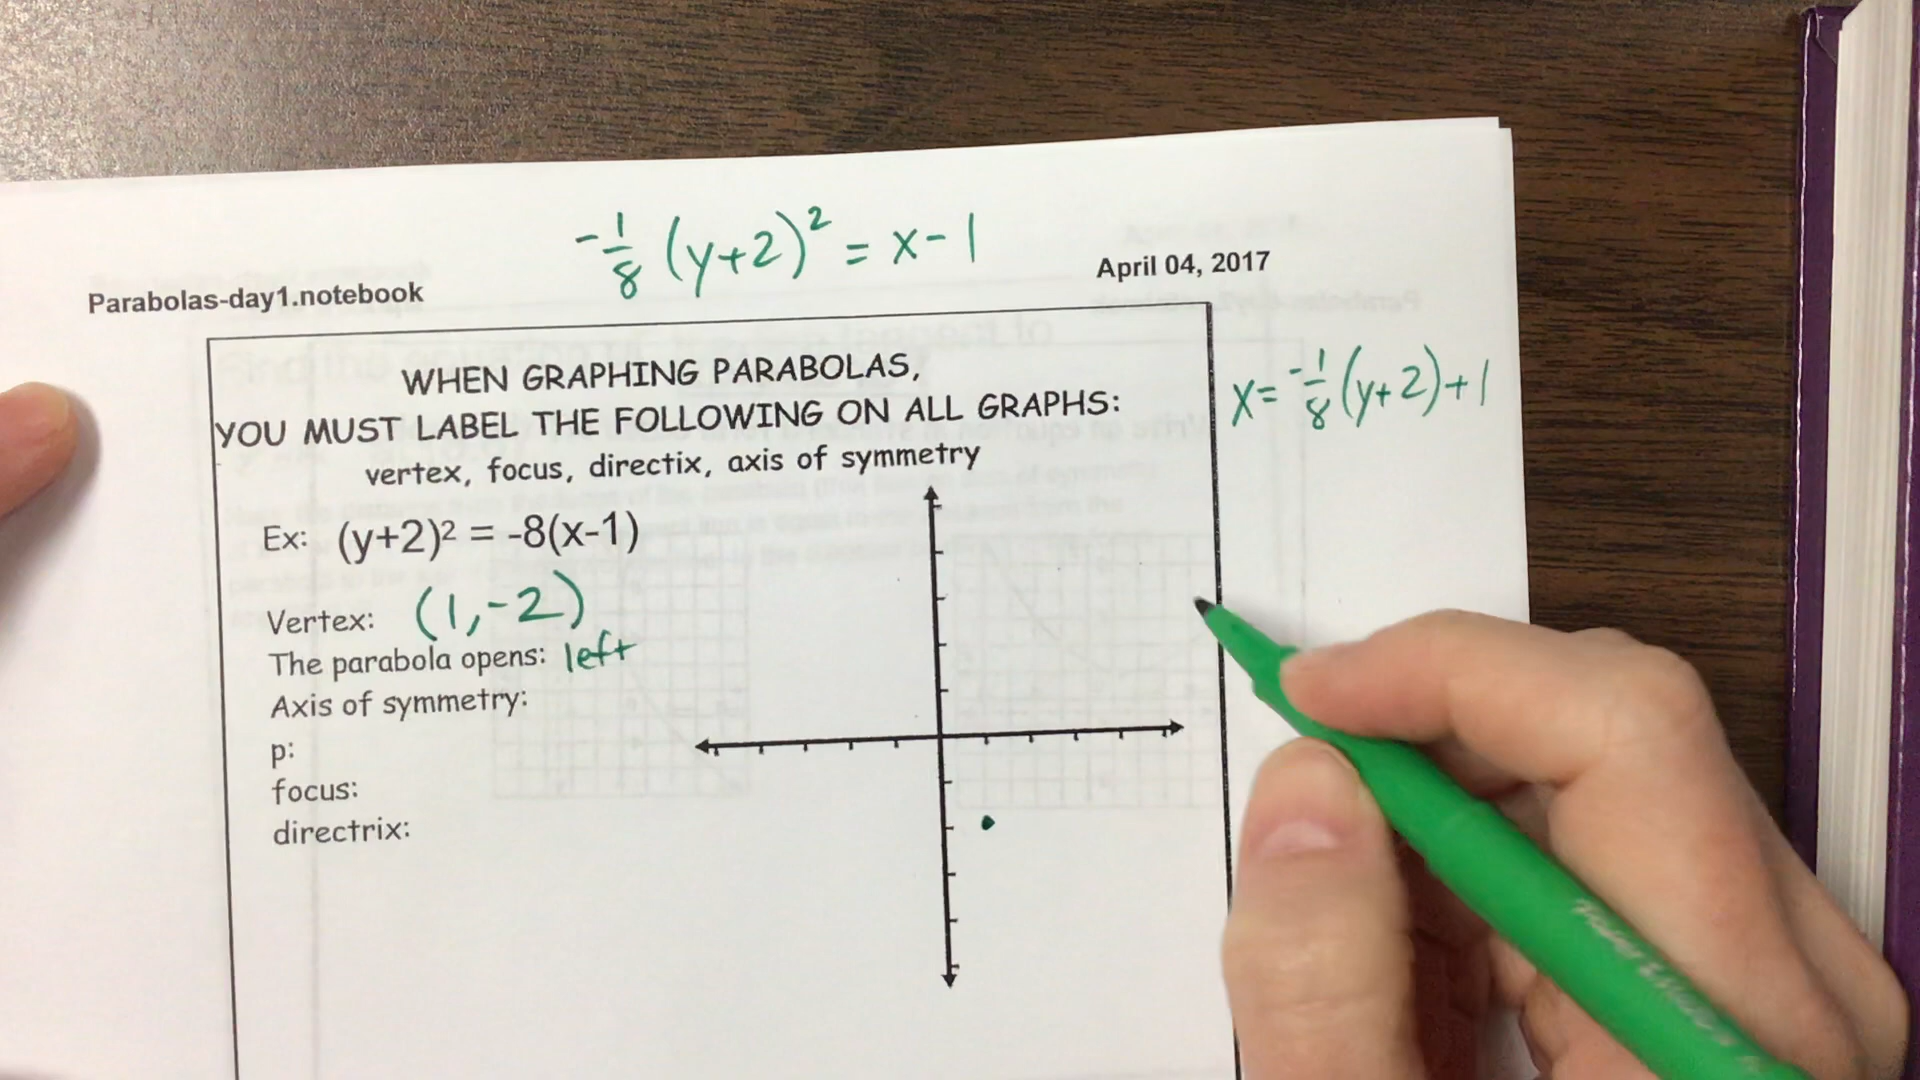 -1/8 (y+2)² = x-1
April 04, 2017
Parabolas-day1.notebook
WHEN GRAPHING PARABOLAS,
YOU MUST LABEL THE FOLLOWING ON ALL GRAPHS:
vertex, focus, directix, axis of symmetry
x= -1/8 (y+2)+1
Ex: (y+2)² = -8(x-1)
Vertex: (1,-2)
The parabola opens: left
Axis of symmetry:
p:
focus:
directrix: